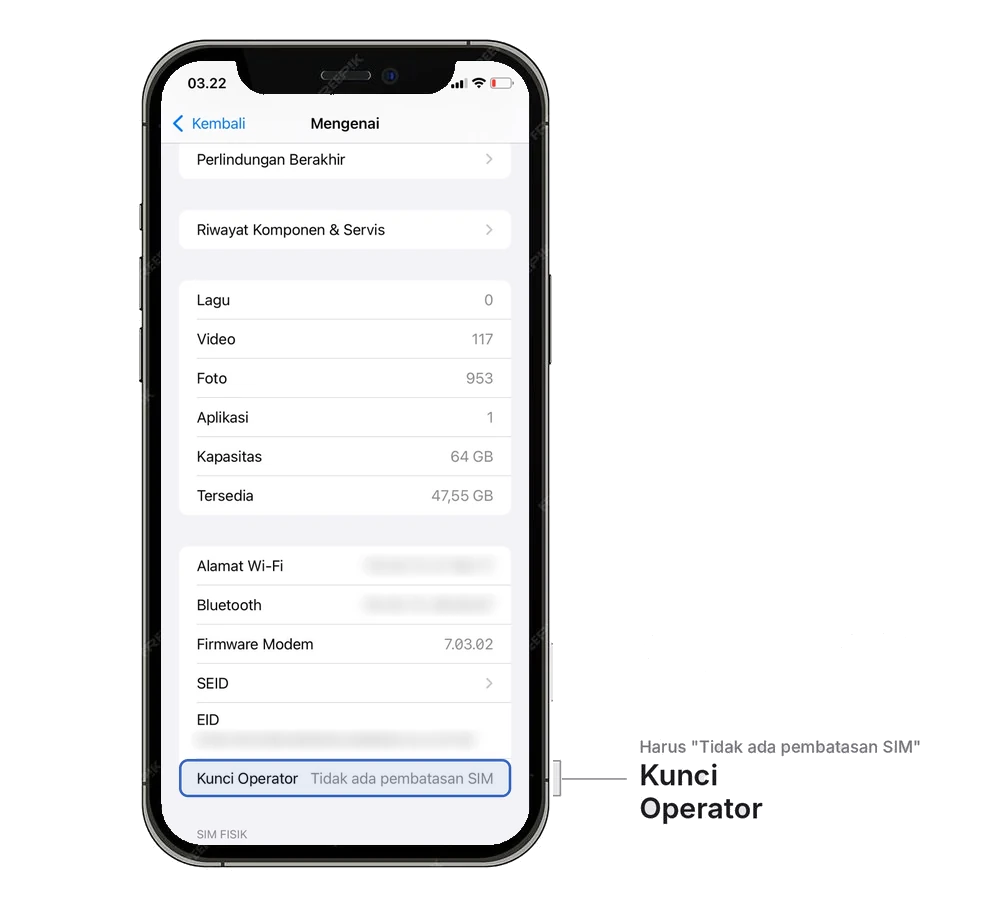 03.22
Kembali
Mengenai
Perlindungan Berakhir
Riwayat Komponen & Servis
Lagu 0
Video 117
Foto 953
Aplikasi 1
Kapasitas 64 GB
Tersedia 47,55 GB
Alamat Wi-Fi
Bluetooth
Firmware Modem 7.03.02
SEID
EID
Kunci Operator Tidak ada pembatasan SIM
SIM FISIK
Harus "Tidak ada pembatasan SIM"
Kunci
Operator